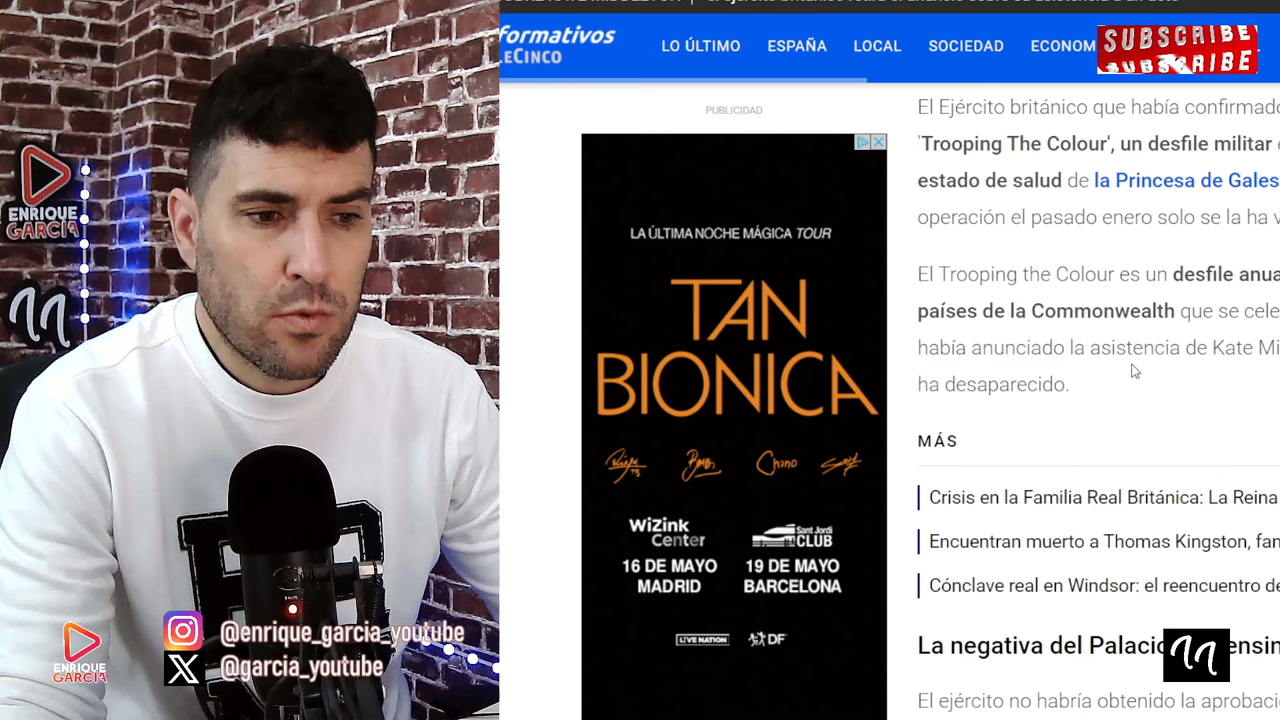 formativos
ECINCO
LO ÚLTIMO
ESPAÑA
LOCAL
SOCIEDAD
ECONOM
SUBSCRIBE
SUBSCRIBE
PUBLICIDAD
LA ÚLTIMA NOCHE MÁGICA TOUR
TAN
BIONICA
Chano
WiZink
Center
16 DE MAYO
MADRID
Sant Jordi
CLUB
19 DE MAYO
BARCELONA
LIVE NATION
DF
El Ejército británico que había confirmado
'Trooping The Colour', un desfile militar e
estado de salud de la Princesa de Gales
operación el pasado enero solo se la ha v
El Trooping the Colour es un desfile anua
países de la Commonwealth que se cele
había anunciado la asistencia de Kate Mi
ha desaparecido.
MÁS
Crisis en la Familia Real Británica: La Reina
Encuentran muerto a Thomas Kingston, fam
Cónclave real en Windsor: el reencuentro de
La negativa del Palacio ensin
El ejército no habría obtenido la aprobació
ENRIQUE
GARCIA
@enrique_garcia_youtube
@garcia_youtube
ENRIQUE
GARCIA